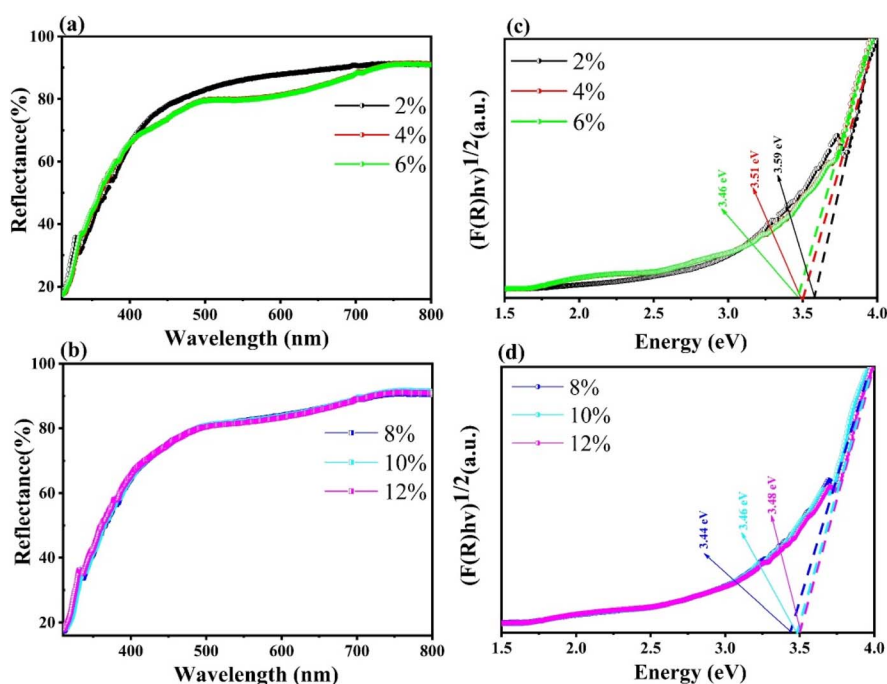 (a)
100
80
60
40
20
Reflectance(%)
2%
4%
6%
400
500
600
700
800
Wavelength (nm)
(c)
(F(R)hv)1/2(a.u.)
2%
4%
6%
3.46 eV
3.51 eV
3.59 eV
1.5
2.0
2.5
3.0
3.5
4.0
Energy (eV)
(b)
100
80
60
40
20
Reflectance(%)
8%
10%
12%
400
500
600
700
800
Wavelength (nm)
(d)
(F(R)hv)1/2(a.u.)
8%
10%
12%
3.44 eV
3.46 eV
3.48 eV
1.5
2.0
2.5
3.0
3.5
4.0
Energy (eV)